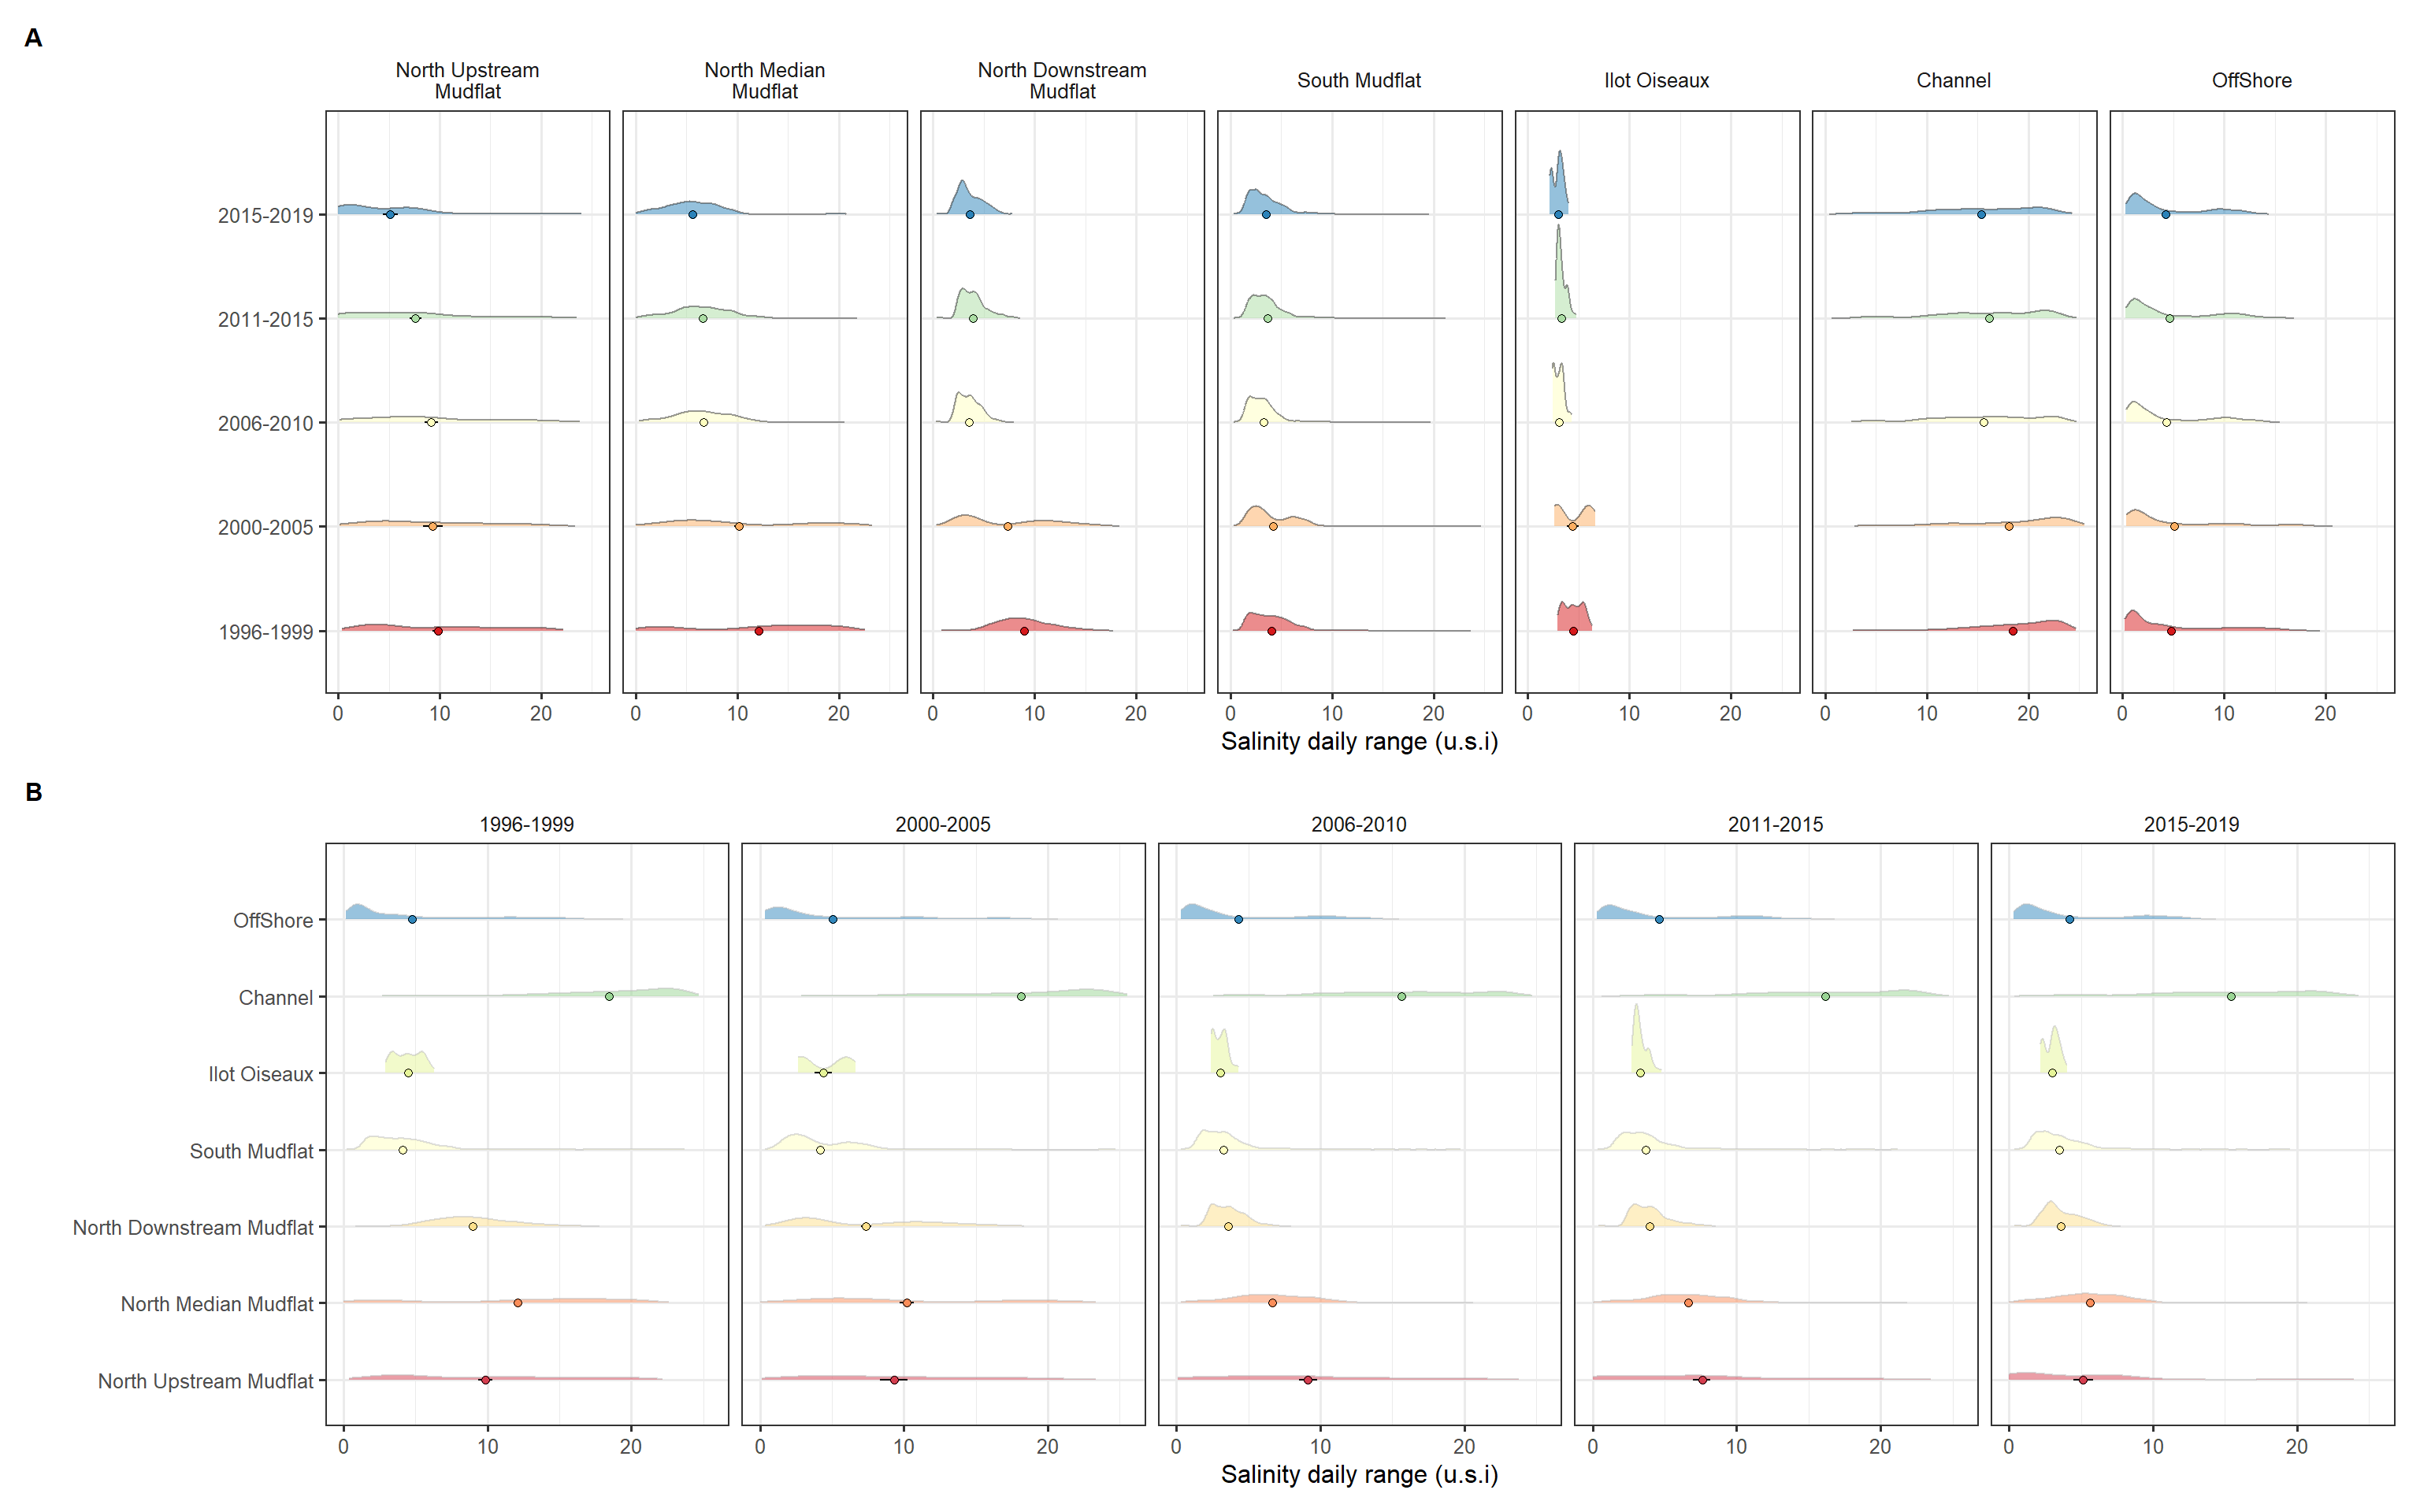 A
North Upstream
Mudflat
North Median
Mudflat
North Downstream
Mudflat
South Mudflat
Ilot Oiseaux
Channel
OffShore
2015-2019
2011-2015
2006-2010
2000-2005
1996-1999
0 10 20 0 10 20 0 10 20 0 10 20 0 10 20 0 10 20 0 10 20
Salinity daily range (u.s.i)
B
1996-1999 2000-2005 2006-2010 2011-2015 2015-2019
OffShore
Channel
Ilot Oiseaux
South Mudflat
North Downstream Mudflat
North Median Mudflat
North Upstream Mudflat
0 10 20 0 10 20 0 10 20 0 10 20 0 10 20
Salinity daily range (u.s.i)